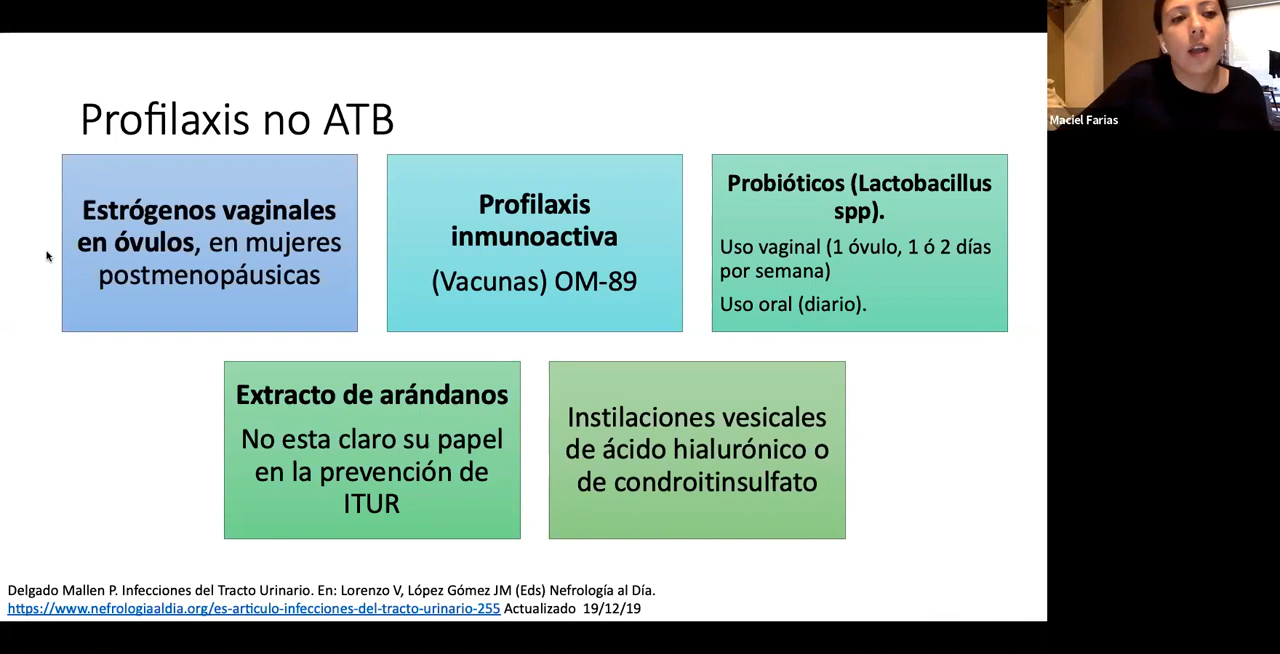 Profilaxis no ATB
Estrógenos vaginales
en óvulos, en mujeres
postmenopáusicas
Profilaxis
inmunoactiva
(Vacunas) OM-89
Probióticos (Lactobacillus
spp).
Uso vaginal (1 óvulo, 1 ó 2 días
por semana)
Uso oral (diario).
Extracto de arándanos
No esta claro su papel
en la prevención de
ITUR
Instilaciones vesicales
de ácido hialurónico o
de condroitinsulfato
Delgado Mallen P. Infecciones del Tracto Urinario. En: Lorenzo V, López Gómez JM (Eds) Nefrología al Día.
https://www.nefrologiaaldia.org/es-articulo-infecciones-del-tracto-urinario-255 Actualizado 19/12/19
Maciel Farias